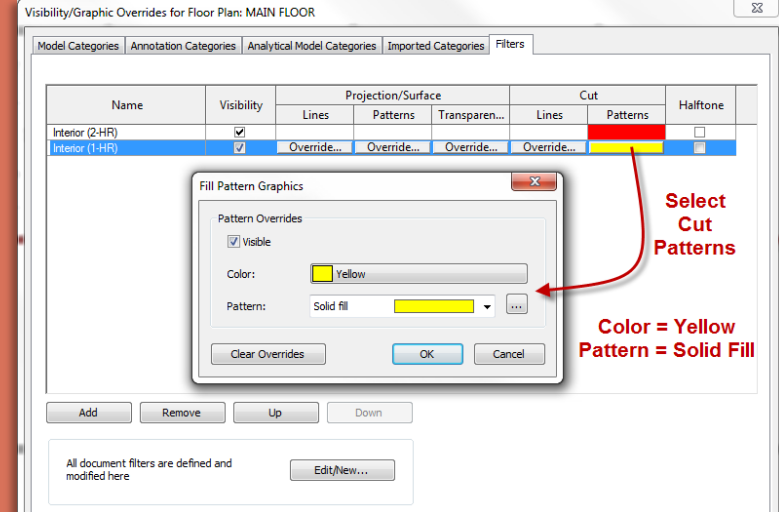 Visibility/Graphic Overrides for Floor Plan: MAIN FLOOR
Model Categories Annotation Categories Analytical Model Categories Imported Categories Filters
Name Visibility Projection/Surface Cut Halftone
Lines Patterns Transparen... Lines Patterns
Interior (2-HR)
Interior (1-HR) Override... Override... Override... Override...
Fill Pattern Graphics
Pattern Overrides
Visible
Color: Yellow
Pattern: Solid fill ...
Clear Overrides OK Cancel
Select
Cut
Patterns
Color = Yellow
Pattern = Solid Fill
Add Remove Up Down
All document filters are defined and
modified here
Edit/New...